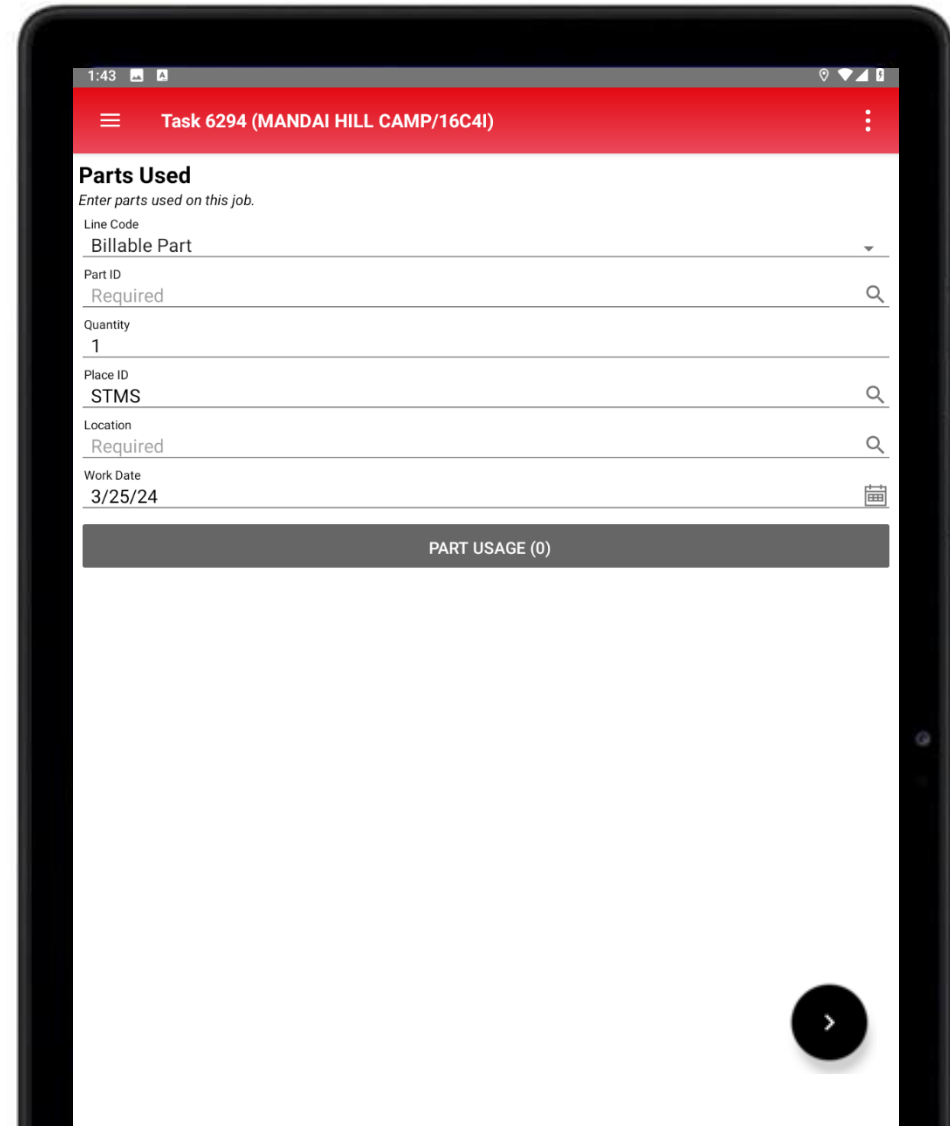 1:43
Task 6294 (MANDAI HILL CAMP/16C4I)
Parts Used
Enter parts used on this job.
Line Code
Billable Part
Part ID
Required
Quantity
1
Place ID
STMS
Location
Required
Work Date
3/25/24
PART USAGE (0)